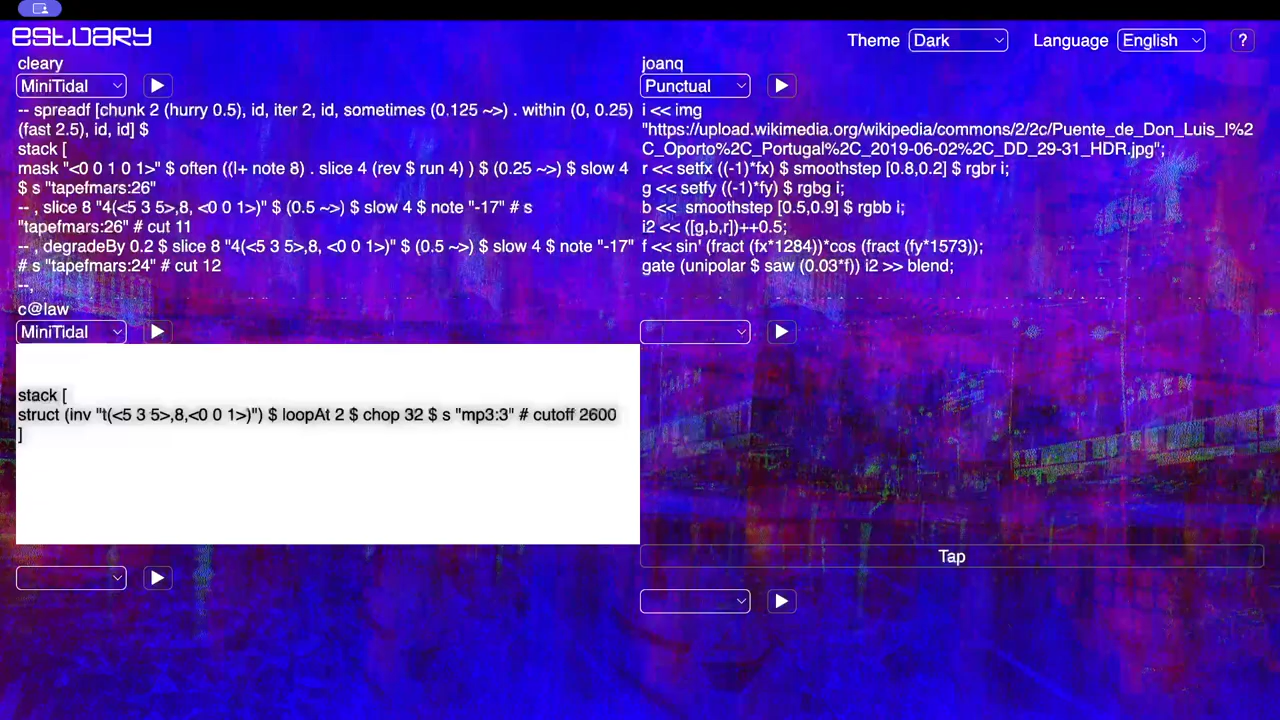 estuary
Theme Dark Language English ?
cleary
MiniTidal
-- spreadf [chunk 2 (hurry 0.5), id, iter 2, id, sometimes (0.125 ~>) . within (0, 0.25)
(fast 2.5), id, id] $
stack [
mask "<0 0 1 0 1>" $ often ((|+ note 8) . slice 4 (rev $ run 4) ) $ (0.25 ~>) $ slow 4
$ s "tapefmars:26"
-- , slice 8 "4(<5 3 5>,8, <0 0 1>)" $ (0.5 ~>) $ slow 4 $ note "-17" # s
"tapefmars:26" # cut 11
-- , degradeBy 0.2 $ slice 8 "4(<5 3 5>,8, <0 0 1>)" $ (0.5 ~>) $ slow 4 $ note "-17"
# s "tapefmars:24" # cut 12
--,
joanq
Punctual
i << img
"https://upload.wikimedia.org/wikipedia/commons/2/2c/Puente_de_Don_Luis_I%2
C_Oporto%2C_Portugal%2C_2019-06-02%2C_DD_29-31_HDR.jpg";
r << setfx ((-1)*fx) $ smoothstep [0.8,0.2] $ rgbr i;
g << setfy ((-1)*fy) $ rgbg i;
b <<  smoothstep [0.5,0.9] $ rgbb i;
i2 << ([g,b,r])++0.5;
f << sin' (fract (fx*1284))*cos (fract (fy*1573));
gate (unipolar $ saw (0.03*f)) i2 >> blend;
c@law
MiniTidal
stack [
struct (inv "t(<5 3 5>,8,<0 0 1>)") $ loopAt 2 $ chop 32 $ s "mp3:3" # cutoff 2600
]
Tap